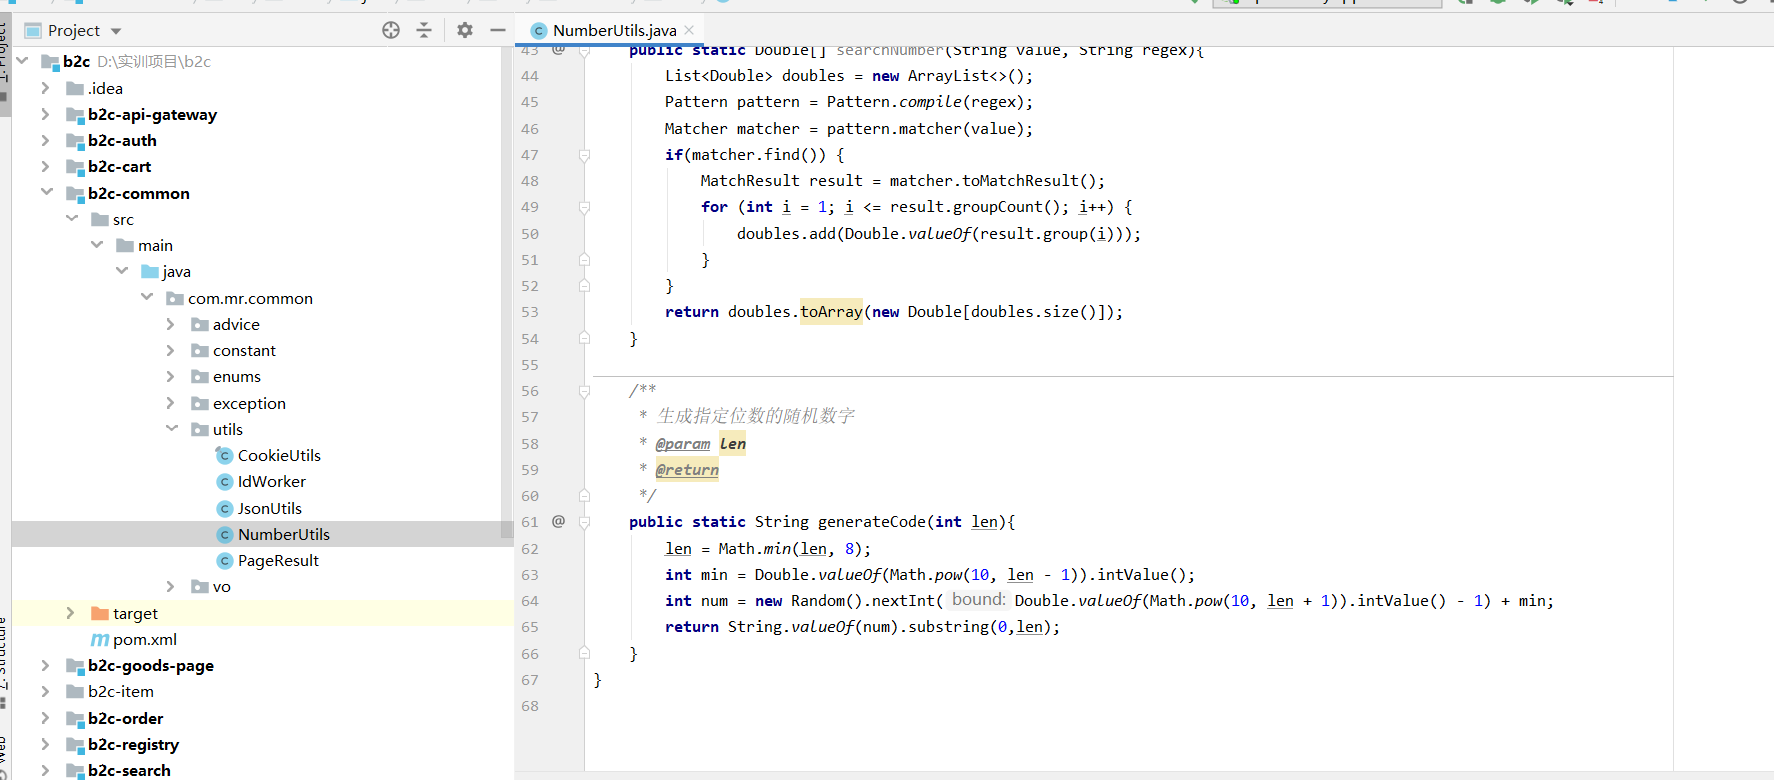 Project
NumberUtils.java
1: Project
b2c D:\实训项目\b2c
.idea
b2c-api-gateway
b2c-auth
b2c-cart
b2c-common
src
main
java
com.mr.common
advice
constant
enums
exception
utils
CookieUtils
IdWorker
JsonUtils
NumberUtils
PageResult
vo
target
pom.xml
b2c-goods-page
b2c-item
b2c-order
b2c-registry
b2c-search
Web
43 @ public static Double[] searchNumber(String value, String regex){
44 List<Double> doubles = new ArrayList<>();
45 Pattern pattern = Pattern.compile(regex);
46 Matcher matcher = pattern.matcher(value);
47 if(matcher.find()) {
48 MatchResult result = matcher.toMatchResult();
49 for (int i = 1; i <= result.groupCount(); i++) {
50 doubles.add(Double.valueOf(result.group(i)));
51 }
52 }
53 return doubles.toArray(new Double[doubles.size()]);
54 }
55
56 /**
57 * 生成指定位数的随机数字
58 * @param len
59 * @return
60 */
61 @ public static String generateCode(int len){
62 len = Math.min(len, 8);
63 int min = Double.valueOf(Math.pow(10, len - 1)).intValue();
64 int num = new Random().nextInt( bound: Double.valueOf(Math.pow(10, len + 1)).intValue() - 1) + min;
65 return String.valueOf(num).substring(0,len);
66 }
67 }
68